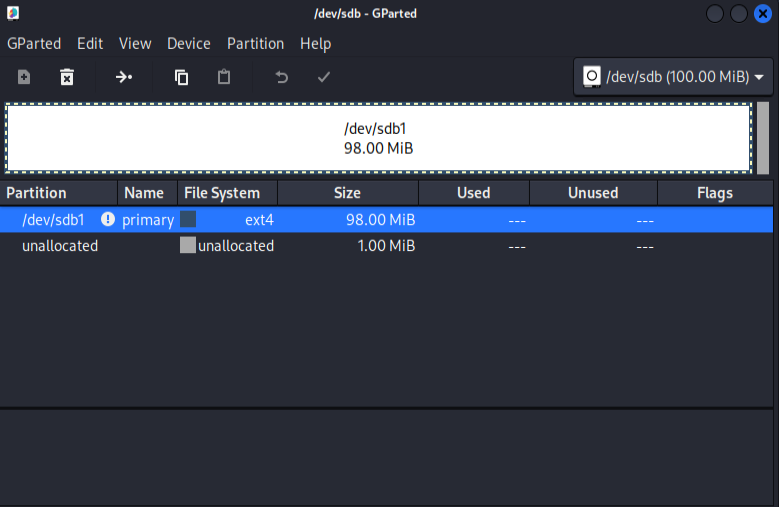 /dev/sdb - GParted
GParted Edit View Device Partition Help
/dev/sdb (100.00 MiB)
/dev/sdb1
98.00 MiB
Partition Name File System Size Used Unused Flags
/dev/sdb1 primary ext4 98.00 MiB --- ---
unallocated unallocated 1.00 MiB --- ---